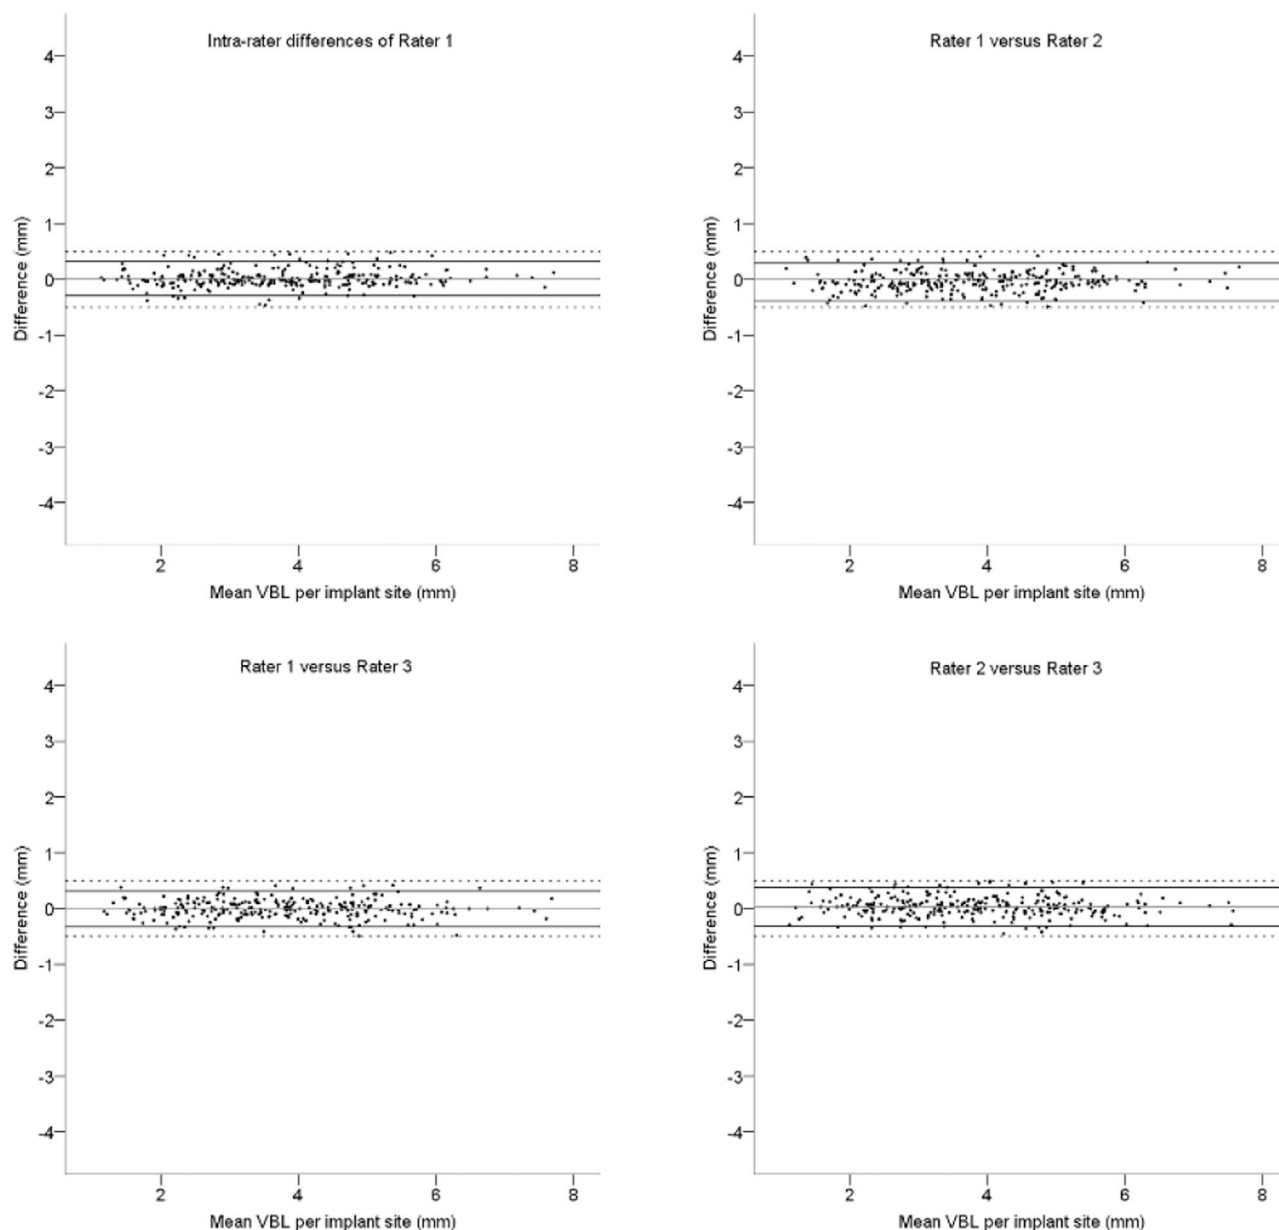 Intra-rater differences of Rater 1
4
3
2
1
0
-1
-2
-3
-4
Difference (mm)
2 4 6 8
Mean VBL per implant site (mm)
Rater 1 versus Rater 2
4
3
2
1
0
-1
-2
-3
-4
Difference (mm)
2 4 6 8
Mean VBL per implant site (mm)
Rater 1 versus Rater 3
4
3
2
1
0
-1
-2
-3
-4
Difference (mm)
2 4 6 8
Mean VBL per implant site (mm)
Rater 2 versus Rater 3
4
3
2
1
0
-1
-2
-3
-4
Difference (mm)
2 4 6 8
Mean VBL per implant site (mm)